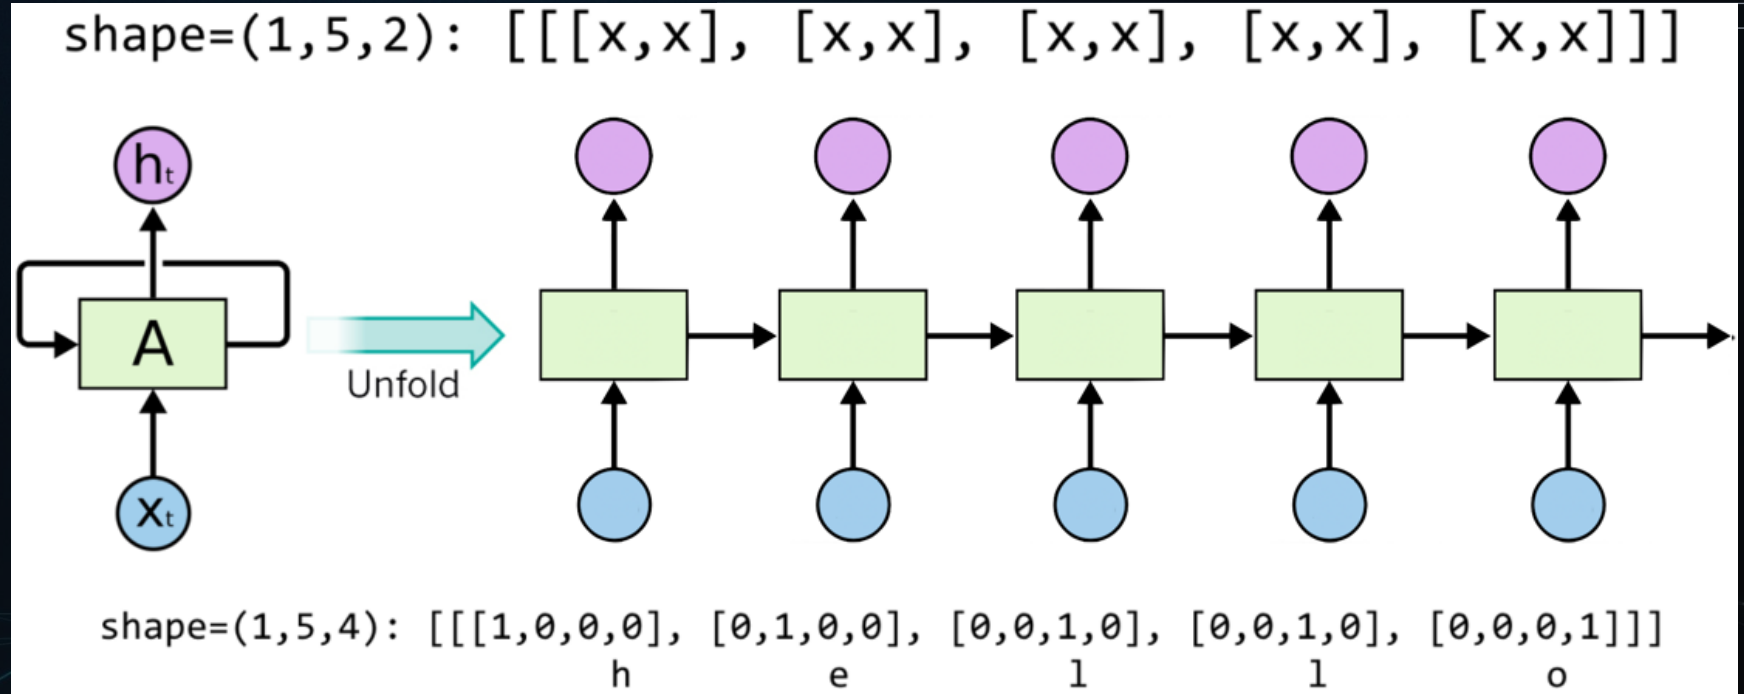 shape=(1,5,2): [[[x,x], [x,x], [x,x], [x,x], [x,x]]]
ht
A
Unfold
xt
shape=(1,5,4): [[[1,0,0,0], [0,1,0,0], [0,0,1,0], [0,0,1,0], [0,0,0,1]]]
h e l l o